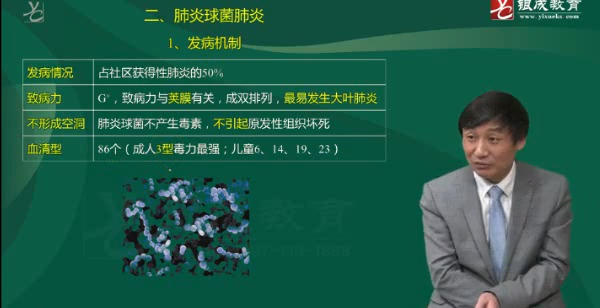 二、肺炎球菌肺炎
银成教育
www.yixueks.com
1、发病机制
发病情况 占社区获得性肺炎的50%
致病力 G⁺，致病力与荚膜有关，成双排列，最易发生大叶肺炎
不形成空洞 肺炎球菌不产生毒素，不引起原发性组织坏死
血清型 86个（成人3型毒力最强；儿童6、14、19、23）
成教育